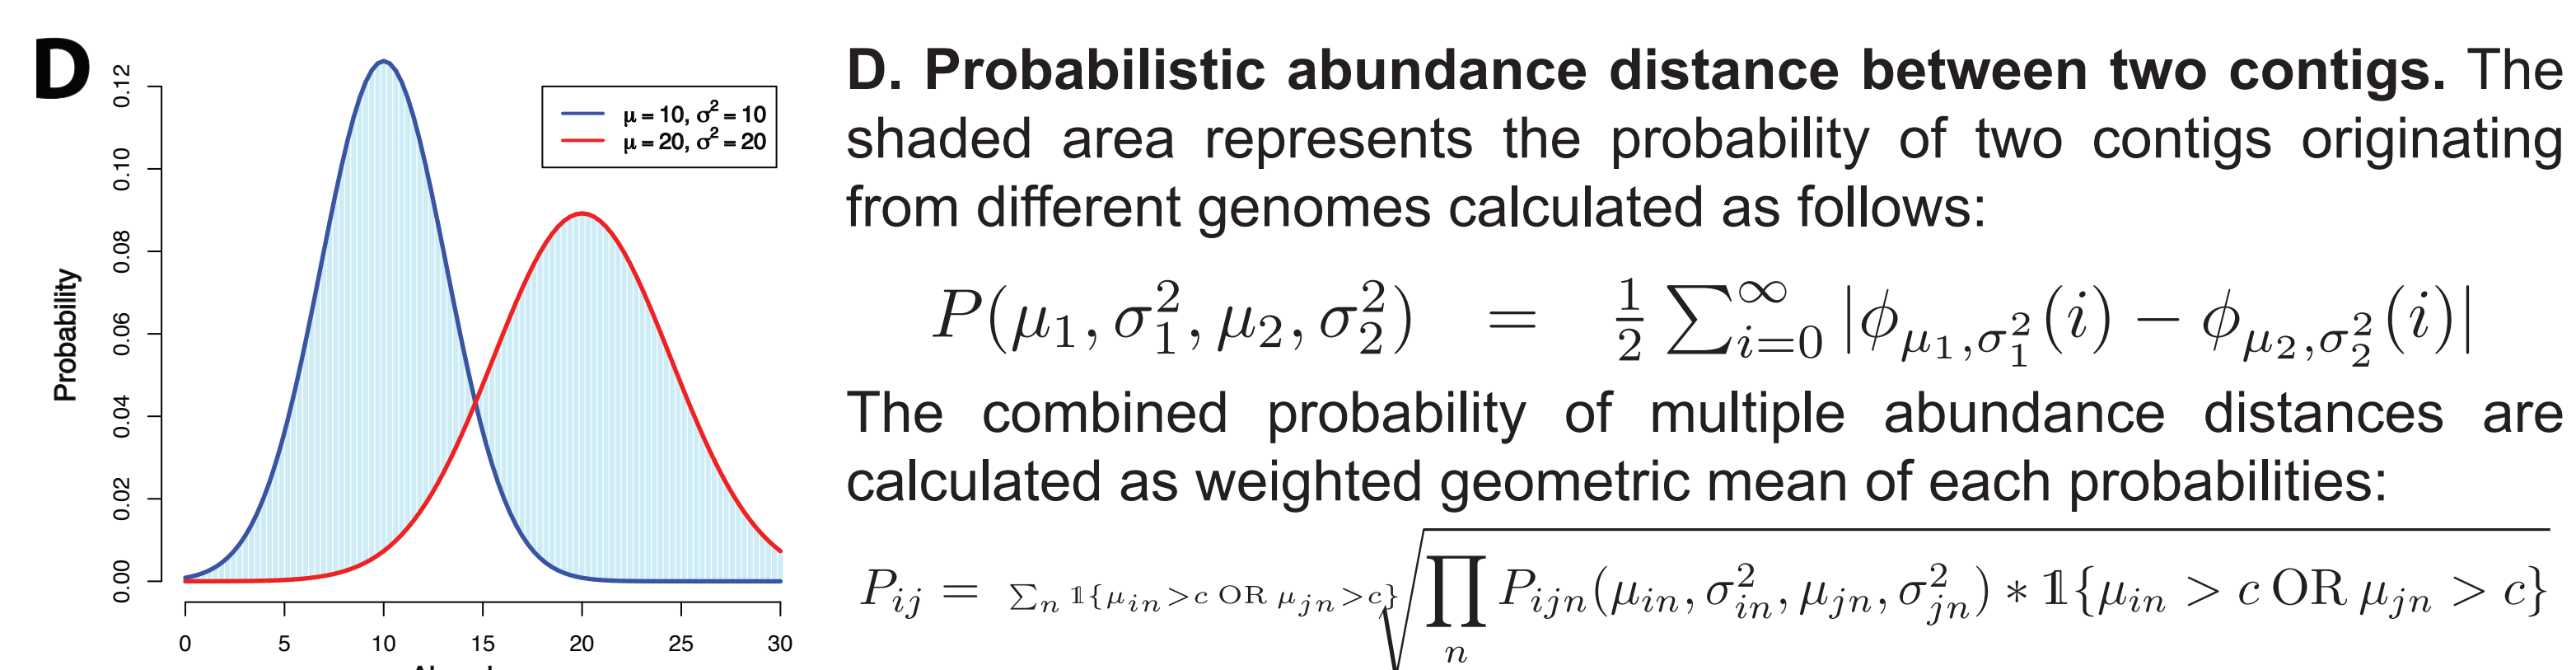 D
0.12
0.10
0.08
0.06
0.04
0.02
0.00
Probability
μ = 10, σ² = 10
μ = 20, σ² = 20
0 5 10 15 20 25 30
D. Probabilistic abundance distance between two contigs. The
shaded area represents the probability of two contigs originating
from different genomes calculated as follows:
P(μ₁, σ₁², μ₂, σ₂²) = ½ ∑_{i=0}^{∞} |ϕ_{μ₁,σ₁²}(i) − ϕ_{μ₂,σ₂²}(i)|
The combined probability of multiple abundance distances are
calculated as weighted geometric mean of each probabilities:
P_{ij} = \sqrt[∑_n 𝟙{μ_{in}>c OR μ_{jn}>c}]{∏_n P_{ijn}(μ_{in}, σ²_{in}, μ_{jn}, σ²_{jn}) * 𝟙{μ_{in} > c OR μ_{jn} > c}}